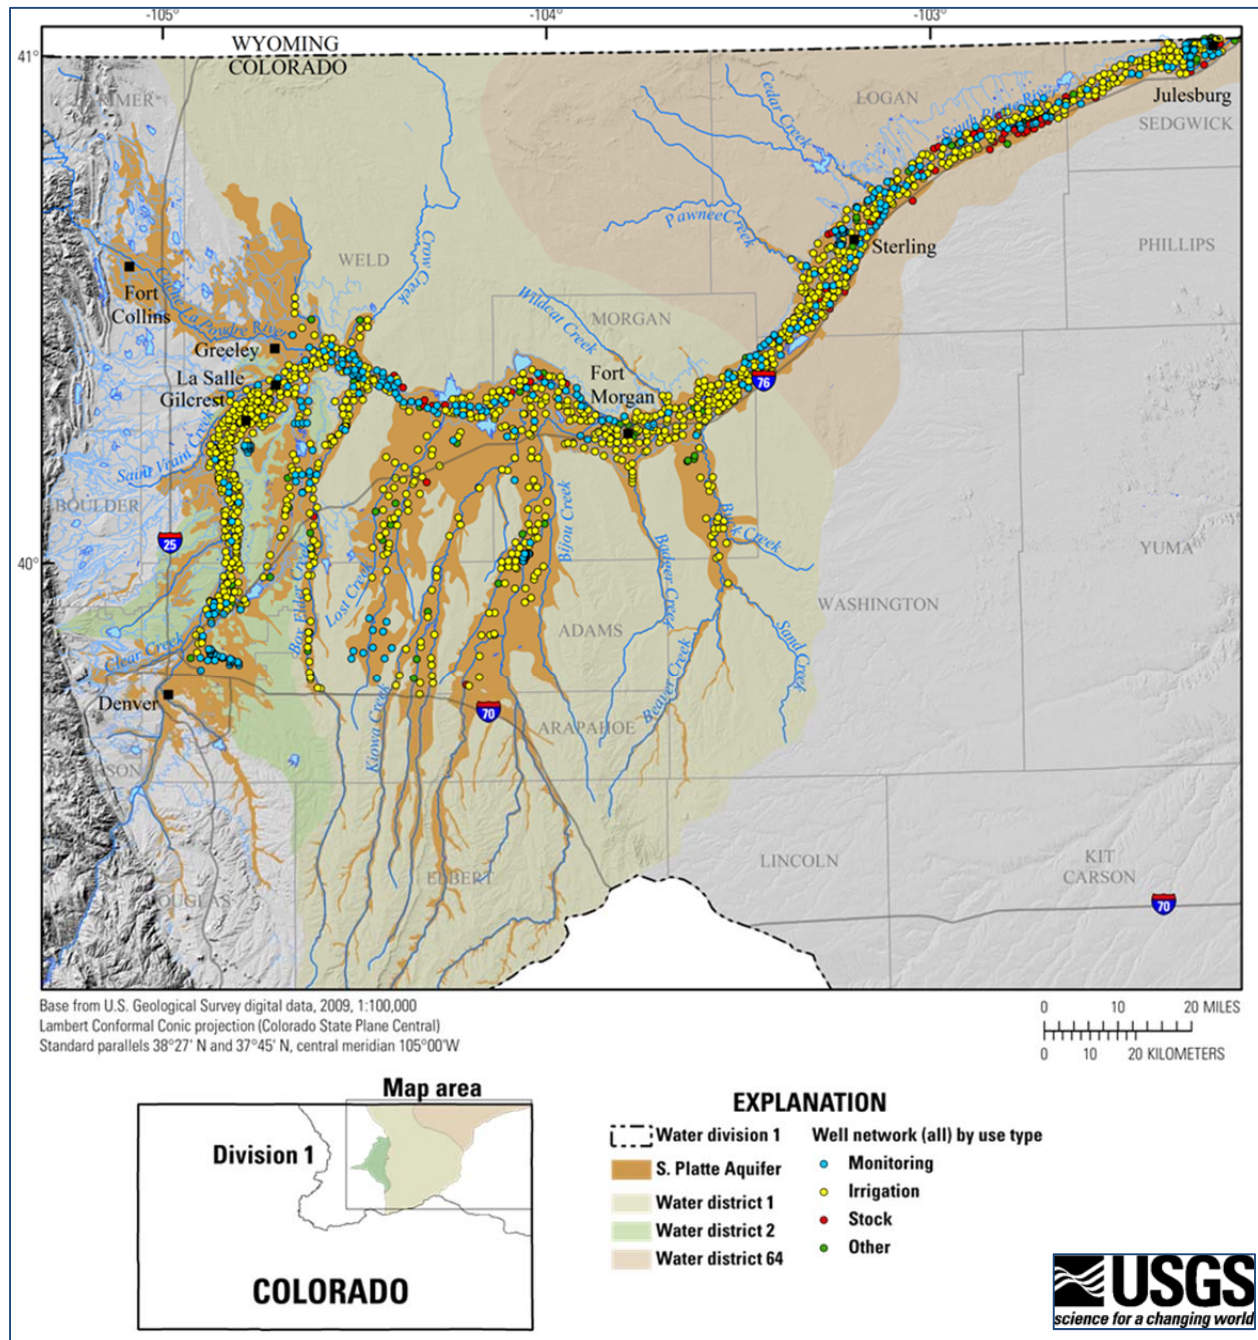 -105°
-104°
-103°
41°
WYOMING
COLORADO
LOGAN
Cedar Creek
South Platte River
Julesburg
SEDGWICK
Pawnee Creek
Sterling
PHILLIPS
WELD
Crow Creek
Fort
Collins
Cache La Poudre River
Wildcat Creek
MORGAN
Greeley
La Salle
Gilcrest
Fort
Morgan
76
Saint Vrain Creek
BOULDER
25
Bijou Creek
Badger Creek
Creek
YUMA
40°
Lost Creek
Box Elder Creek
ADAMS
WASHINGTON
Clear Creek
Beaver Creek
Sand Creek
Denver
Kiowa Creek
70
ARAPAHOE
LINCOLN
KIT
CARSON
ELBERT
70
Base from U.S. Geological Survey digital data, 2009, 1:100,000
Lambert Conformal Conic projection (Colorado State Plane Central)
Standard parallels 38°27' N and 37°45' N, central meridian 105°00'W
0 10 20 MILES
0 10 20 KILOMETERS
Map area
Division 1
COLORADO
EXPLANATION
Water division 1
S. Platte Aquifer
Water district 1
Water district 2
Water district 64
Well network (all) by use type
Monitoring
Irrigation
Stock
Other
USGS
science for a changing world